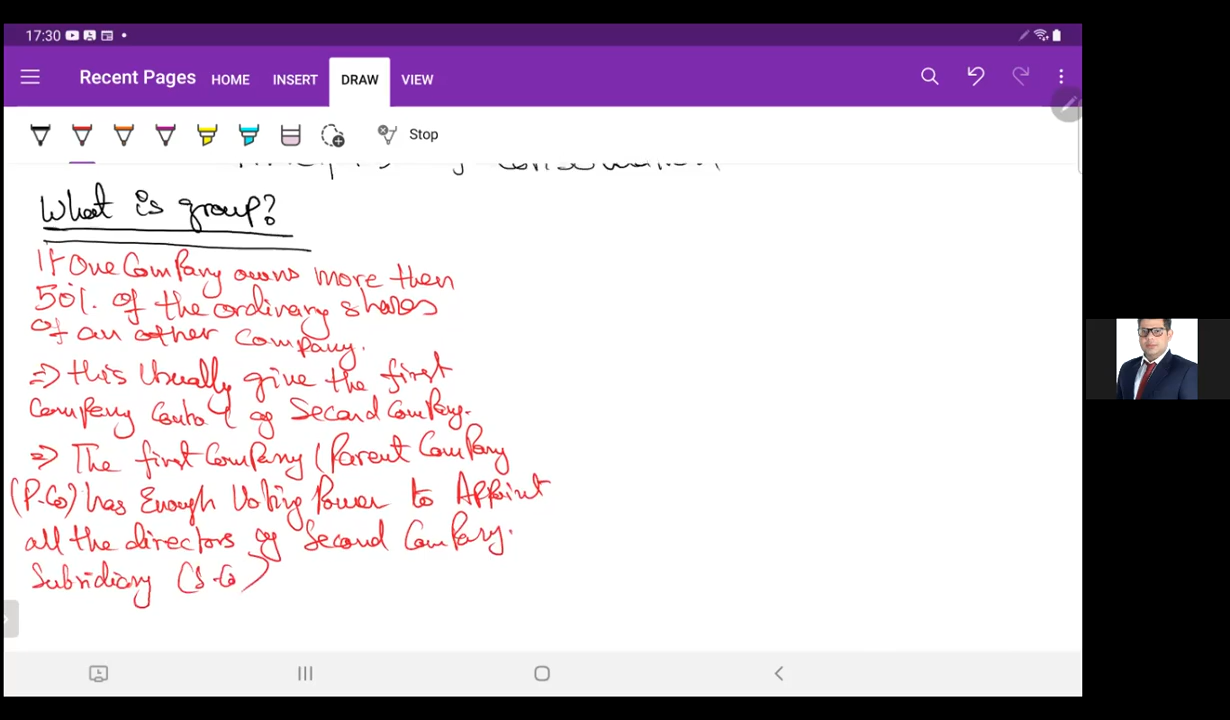 17:30
Recent Pages HOME INSERT DRAW VIEW
Stop
What is group?
If One Company owns more then
50%. of the ordinary shares
of an other Company.
⇒ this Usually give the first
Company Control of Second Company.
⇒ The first Company (Parent Company
(P.Co) has Enough Voting Power to Appoint
all the directors of Second Company.
Subsidiary (S.Co)